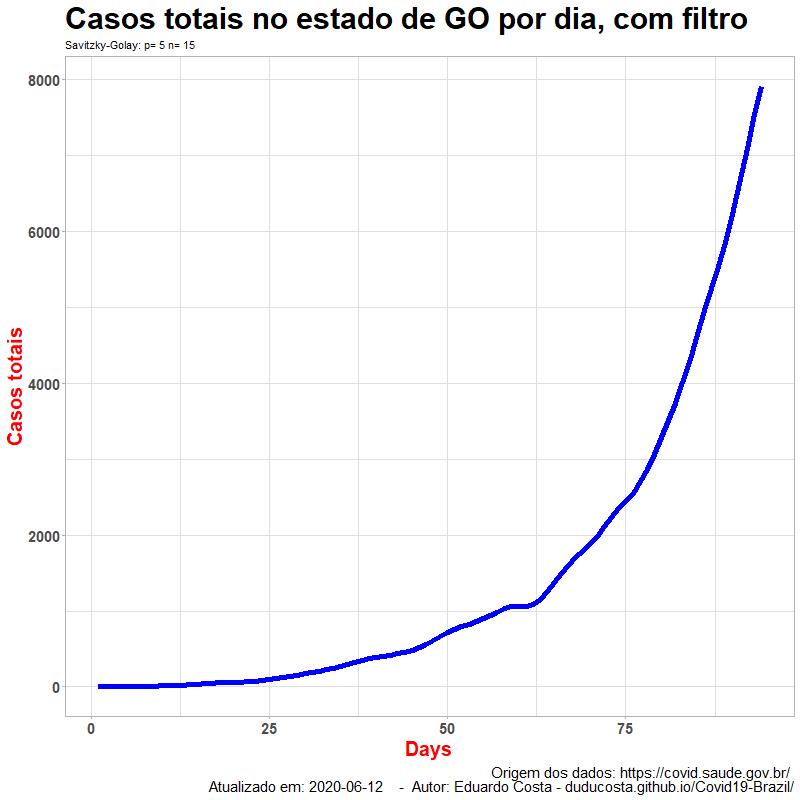 Casos totais no estado de GO por dia, com filtro
Savitzky-Golay: p= 5 n= 15
Casos totais
8000
6000
4000
2000
0
0 25 50 75
Days
Origem dos dados: https://covid.saude.gov.br/
Atualizado em: 2020-06-12 - Autor: Eduardo Costa - duducosta.github.io/Covid19-Brazil/